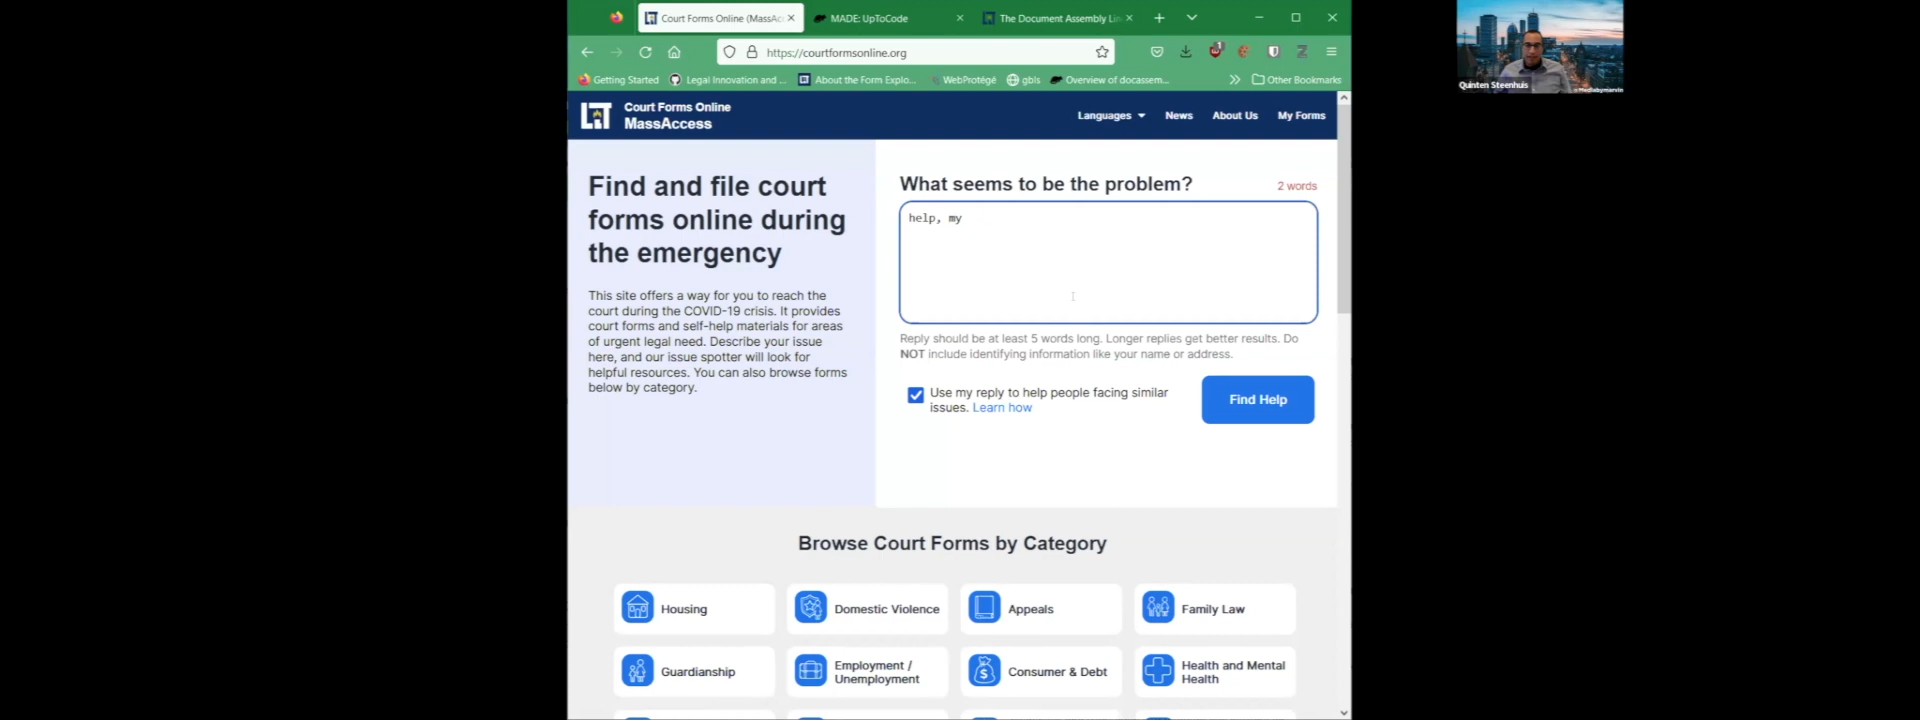 Court Forms Online (MassAc
MADE: UpToCode
The Document Assembly Lin
https://courtformsonline.org
Getting Started
Legal Innovation and ...
About the Form Explo...
WebProtégé
gbls
Overview of docassem...
Other Bookmarks
Quinten Steenhuis
LIT
Court Forms Online
MassAccess
Languages
News
About Us
My Forms
Find and file court
forms online during
the emergency
This site offers a way for you to reach the
court during the COVID-19 crisis. It provides
court forms and self-help materials for areas
of urgent legal need. Describe your issue
here, and our issue spotter will look for
helpful resources. You can also browse forms
below by category.
What seems to be the problem?
2 words
help, my
Reply should be at least 5 words long. Longer replies get better results. Do
NOT include identifying information like your name or address.
Use my reply to help people facing similar
issues. Learn how
Find Help
Browse Court Forms by Category
Housing
Domestic Violence
Appeals
Family Law
Guardianship
Employment /
Unemployment
Consumer & Debt
Health and Mental
Health